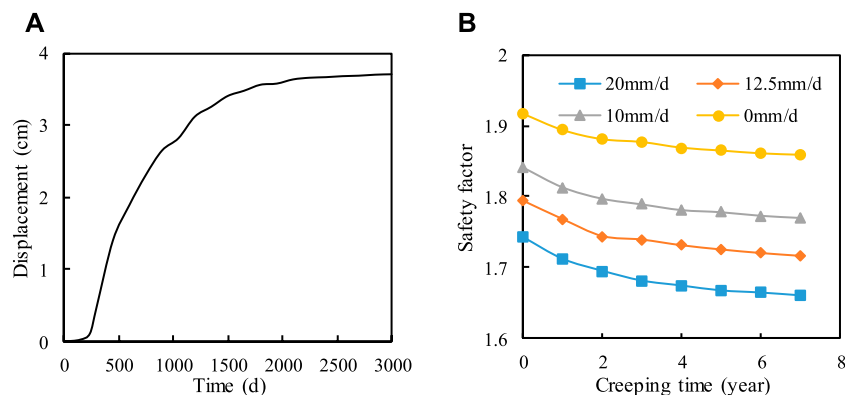 A
B
4
3
2
1
0
0 500 1000 1500 2000 2500 3000
Displacement (cm)
Time (d)
2
1.9
1.8
1.7
1.6
0 2 4 6 8
Safety factor
Creeping time (year)
20mm/d 12.5mm/d
10mm/d 0mm/d